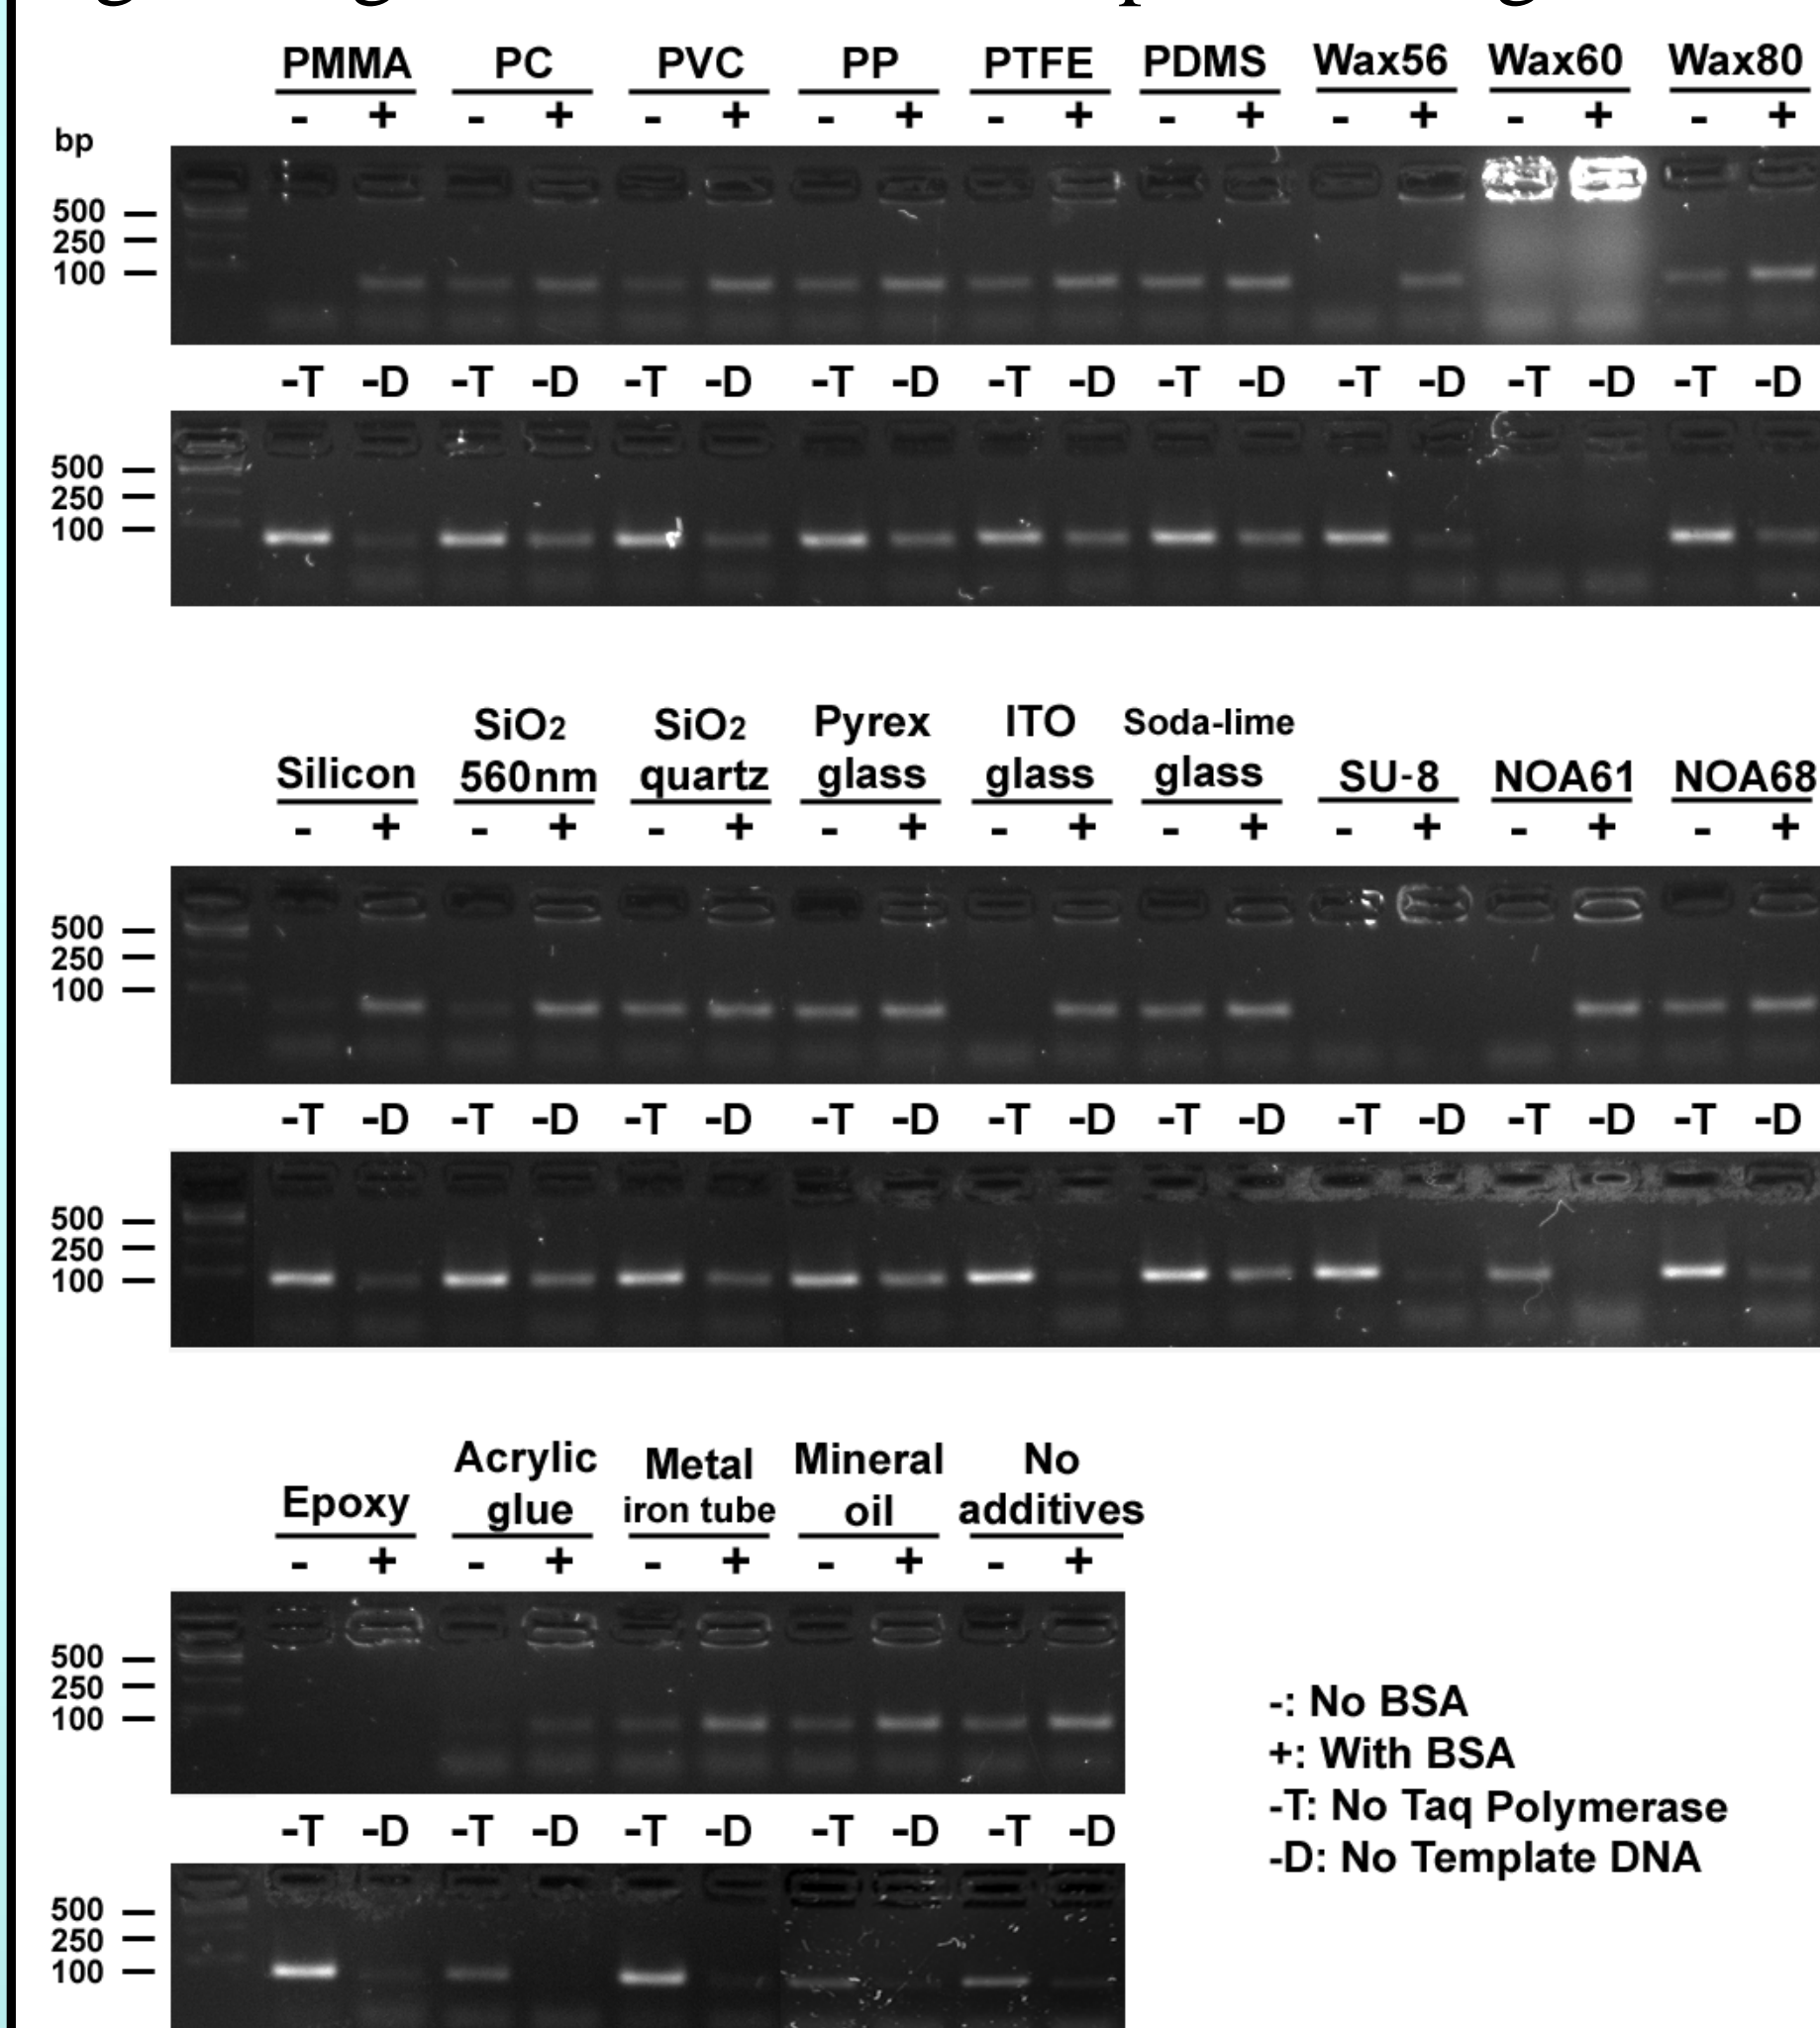 PMMA PC PVC PP PTFE PDMS Wax56 Wax60 Wax80
- + - + - + - + - + - + - + - + - +
bp
500
250
100
-T -D -T -D -T -D -T -D -T -D -T -D -T -D -T -D -T -D
500
250
100
SiO2 SiO2 Pyrex ITO Soda-lime
Silicon 560nm quartz glass glass glass SU-8 NOA61 NOA68
- + - + - + - + - + - + - + - + - +
500
250
100
-T -D -T -D -T -D -T -D -T -D -T -D -T -D -T -D -T -D
500
250
100
Acrylic Metal Mineral No
Epoxy glue iron tube oil additives
- + - + - + - + - +
500
250
100
-T -D -T -D -T -D -T -D -T -D
500
250
100
-: No BSA
+: With BSA
-T: No Taq Polymerase
-D: No Template DNA